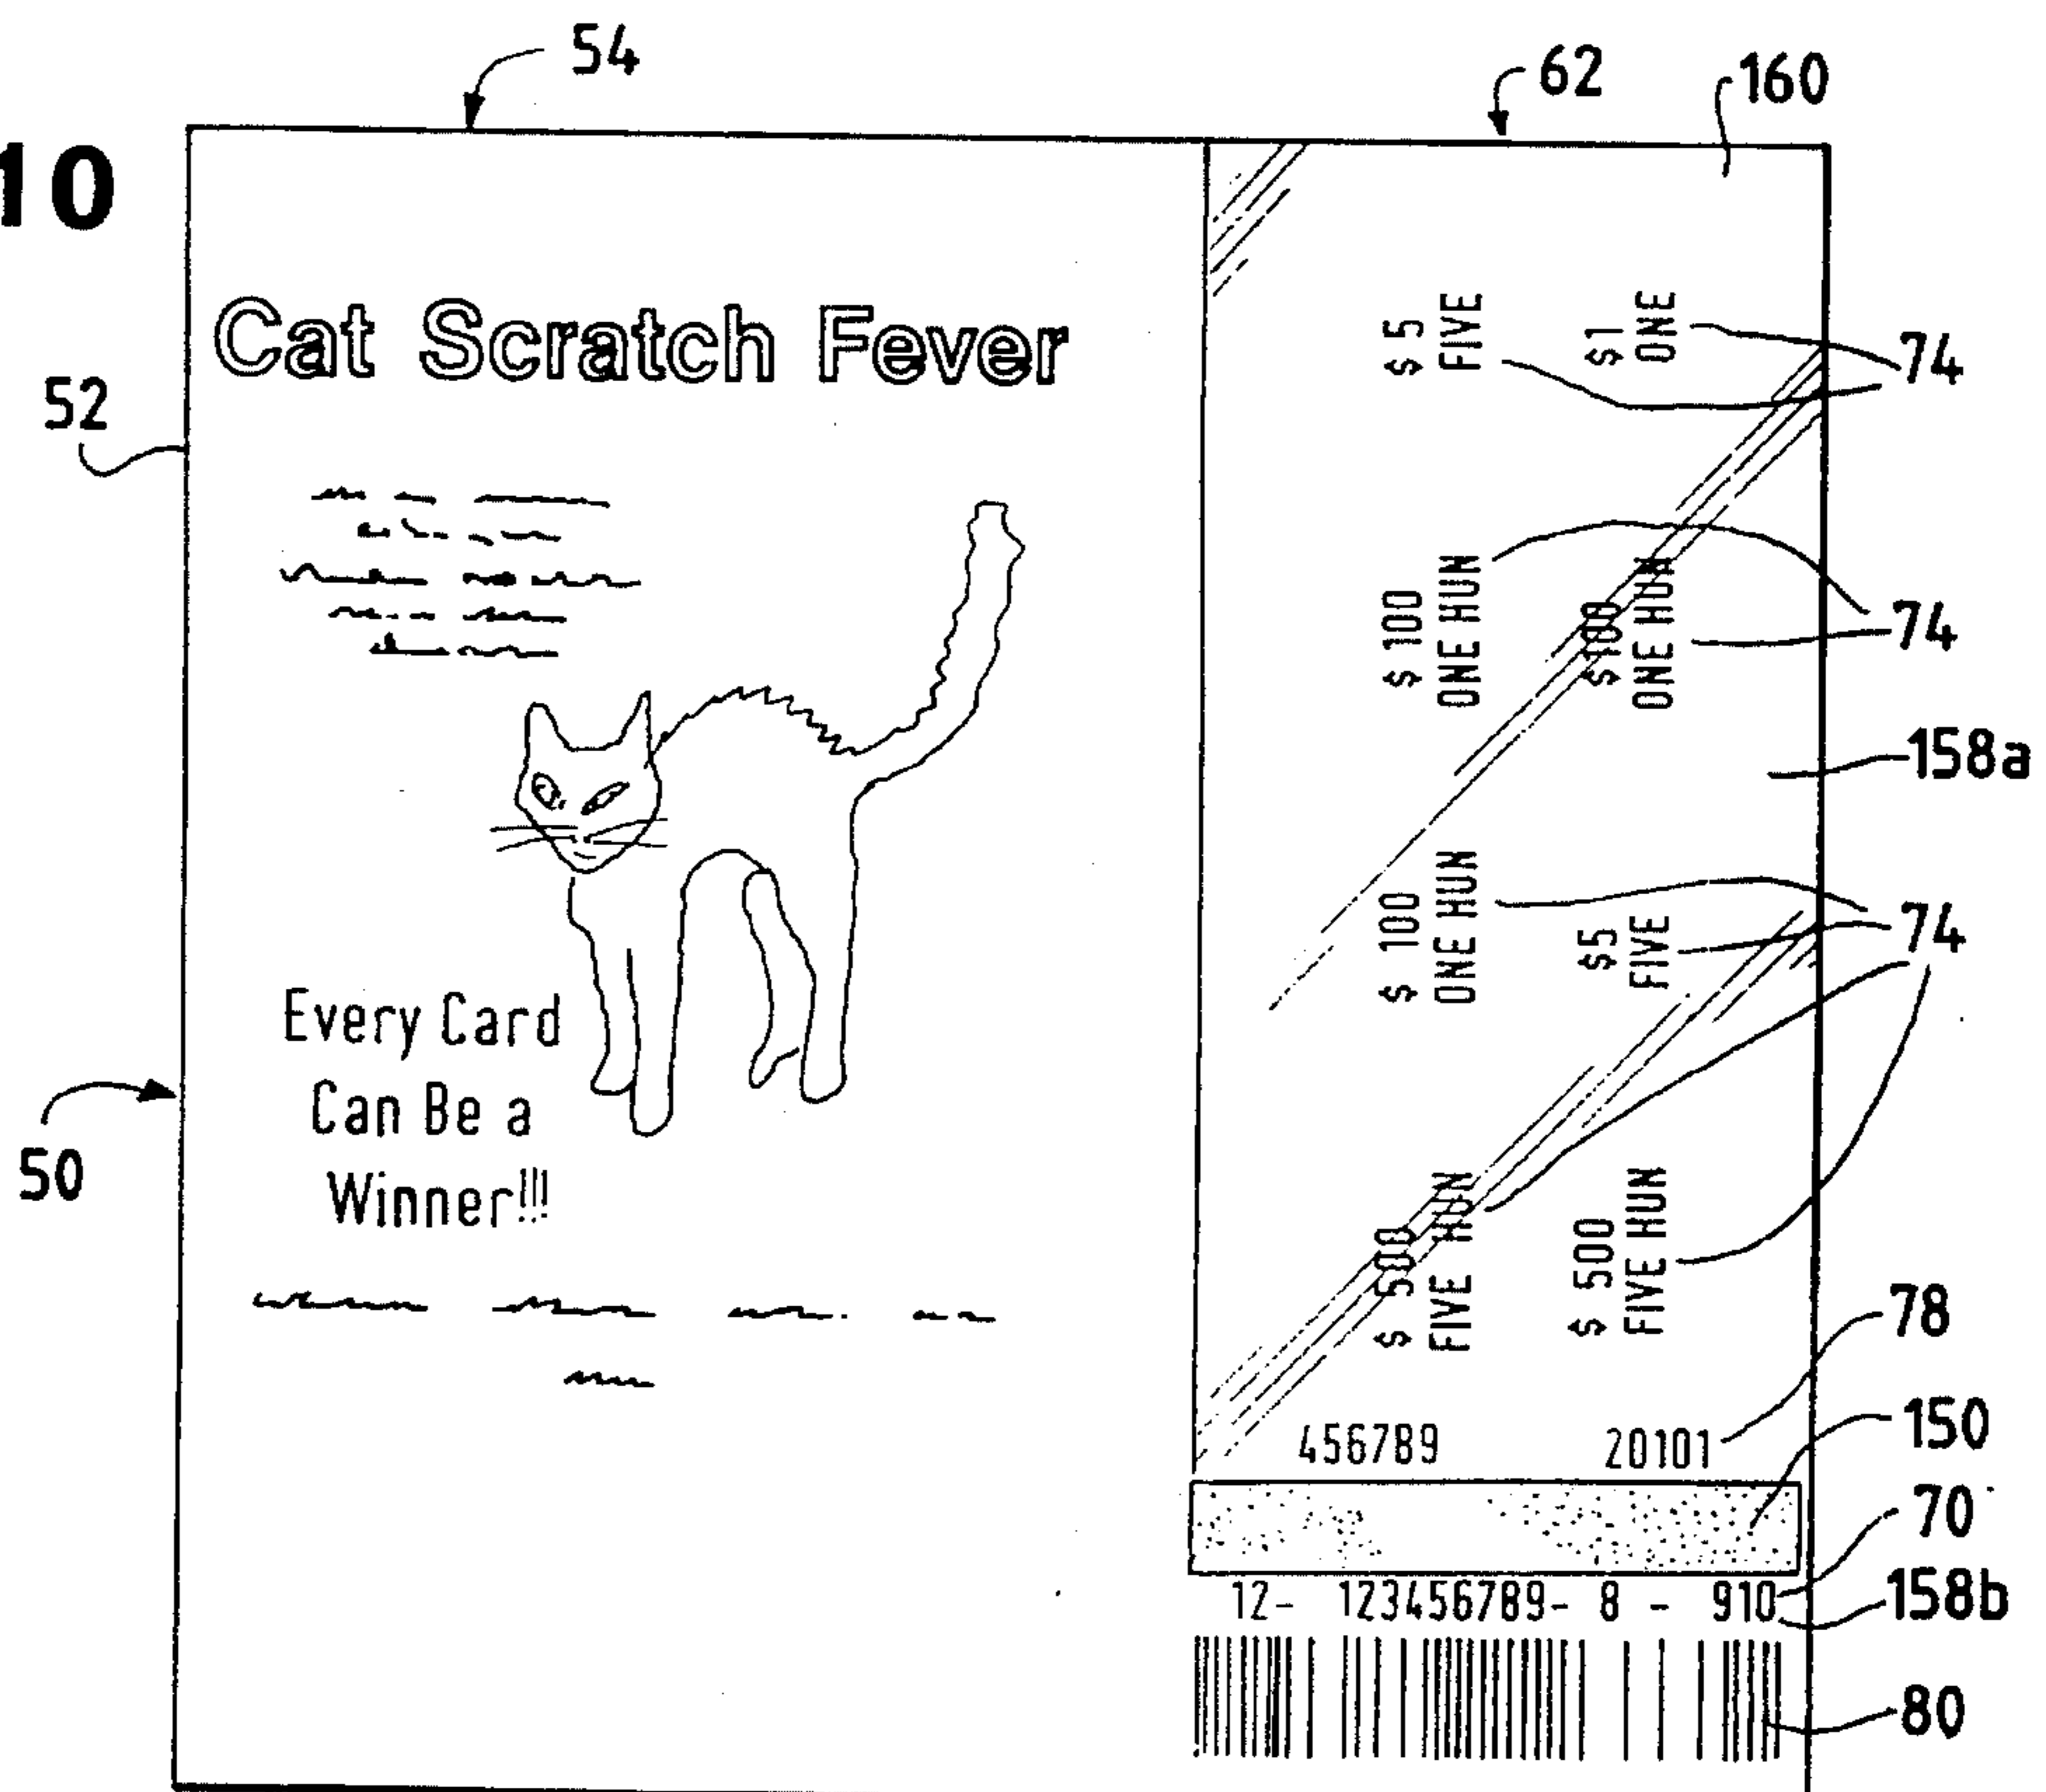 54
62
160
10
Cat Scratch Fever
52
$ 5
FIVE
$1
ONE
74
$ 100
ONE HUN
$100
ONE HUN
74
158a
$ 100
ONE HUN
$5
FIVE
74
Every Card
Can Be a
Winner!!!
50
$ 500
FIVE HUN
$ 500
FIVE HUN
78
456789
20101
150
70
12- 123456789- 8 - 910
158b
80